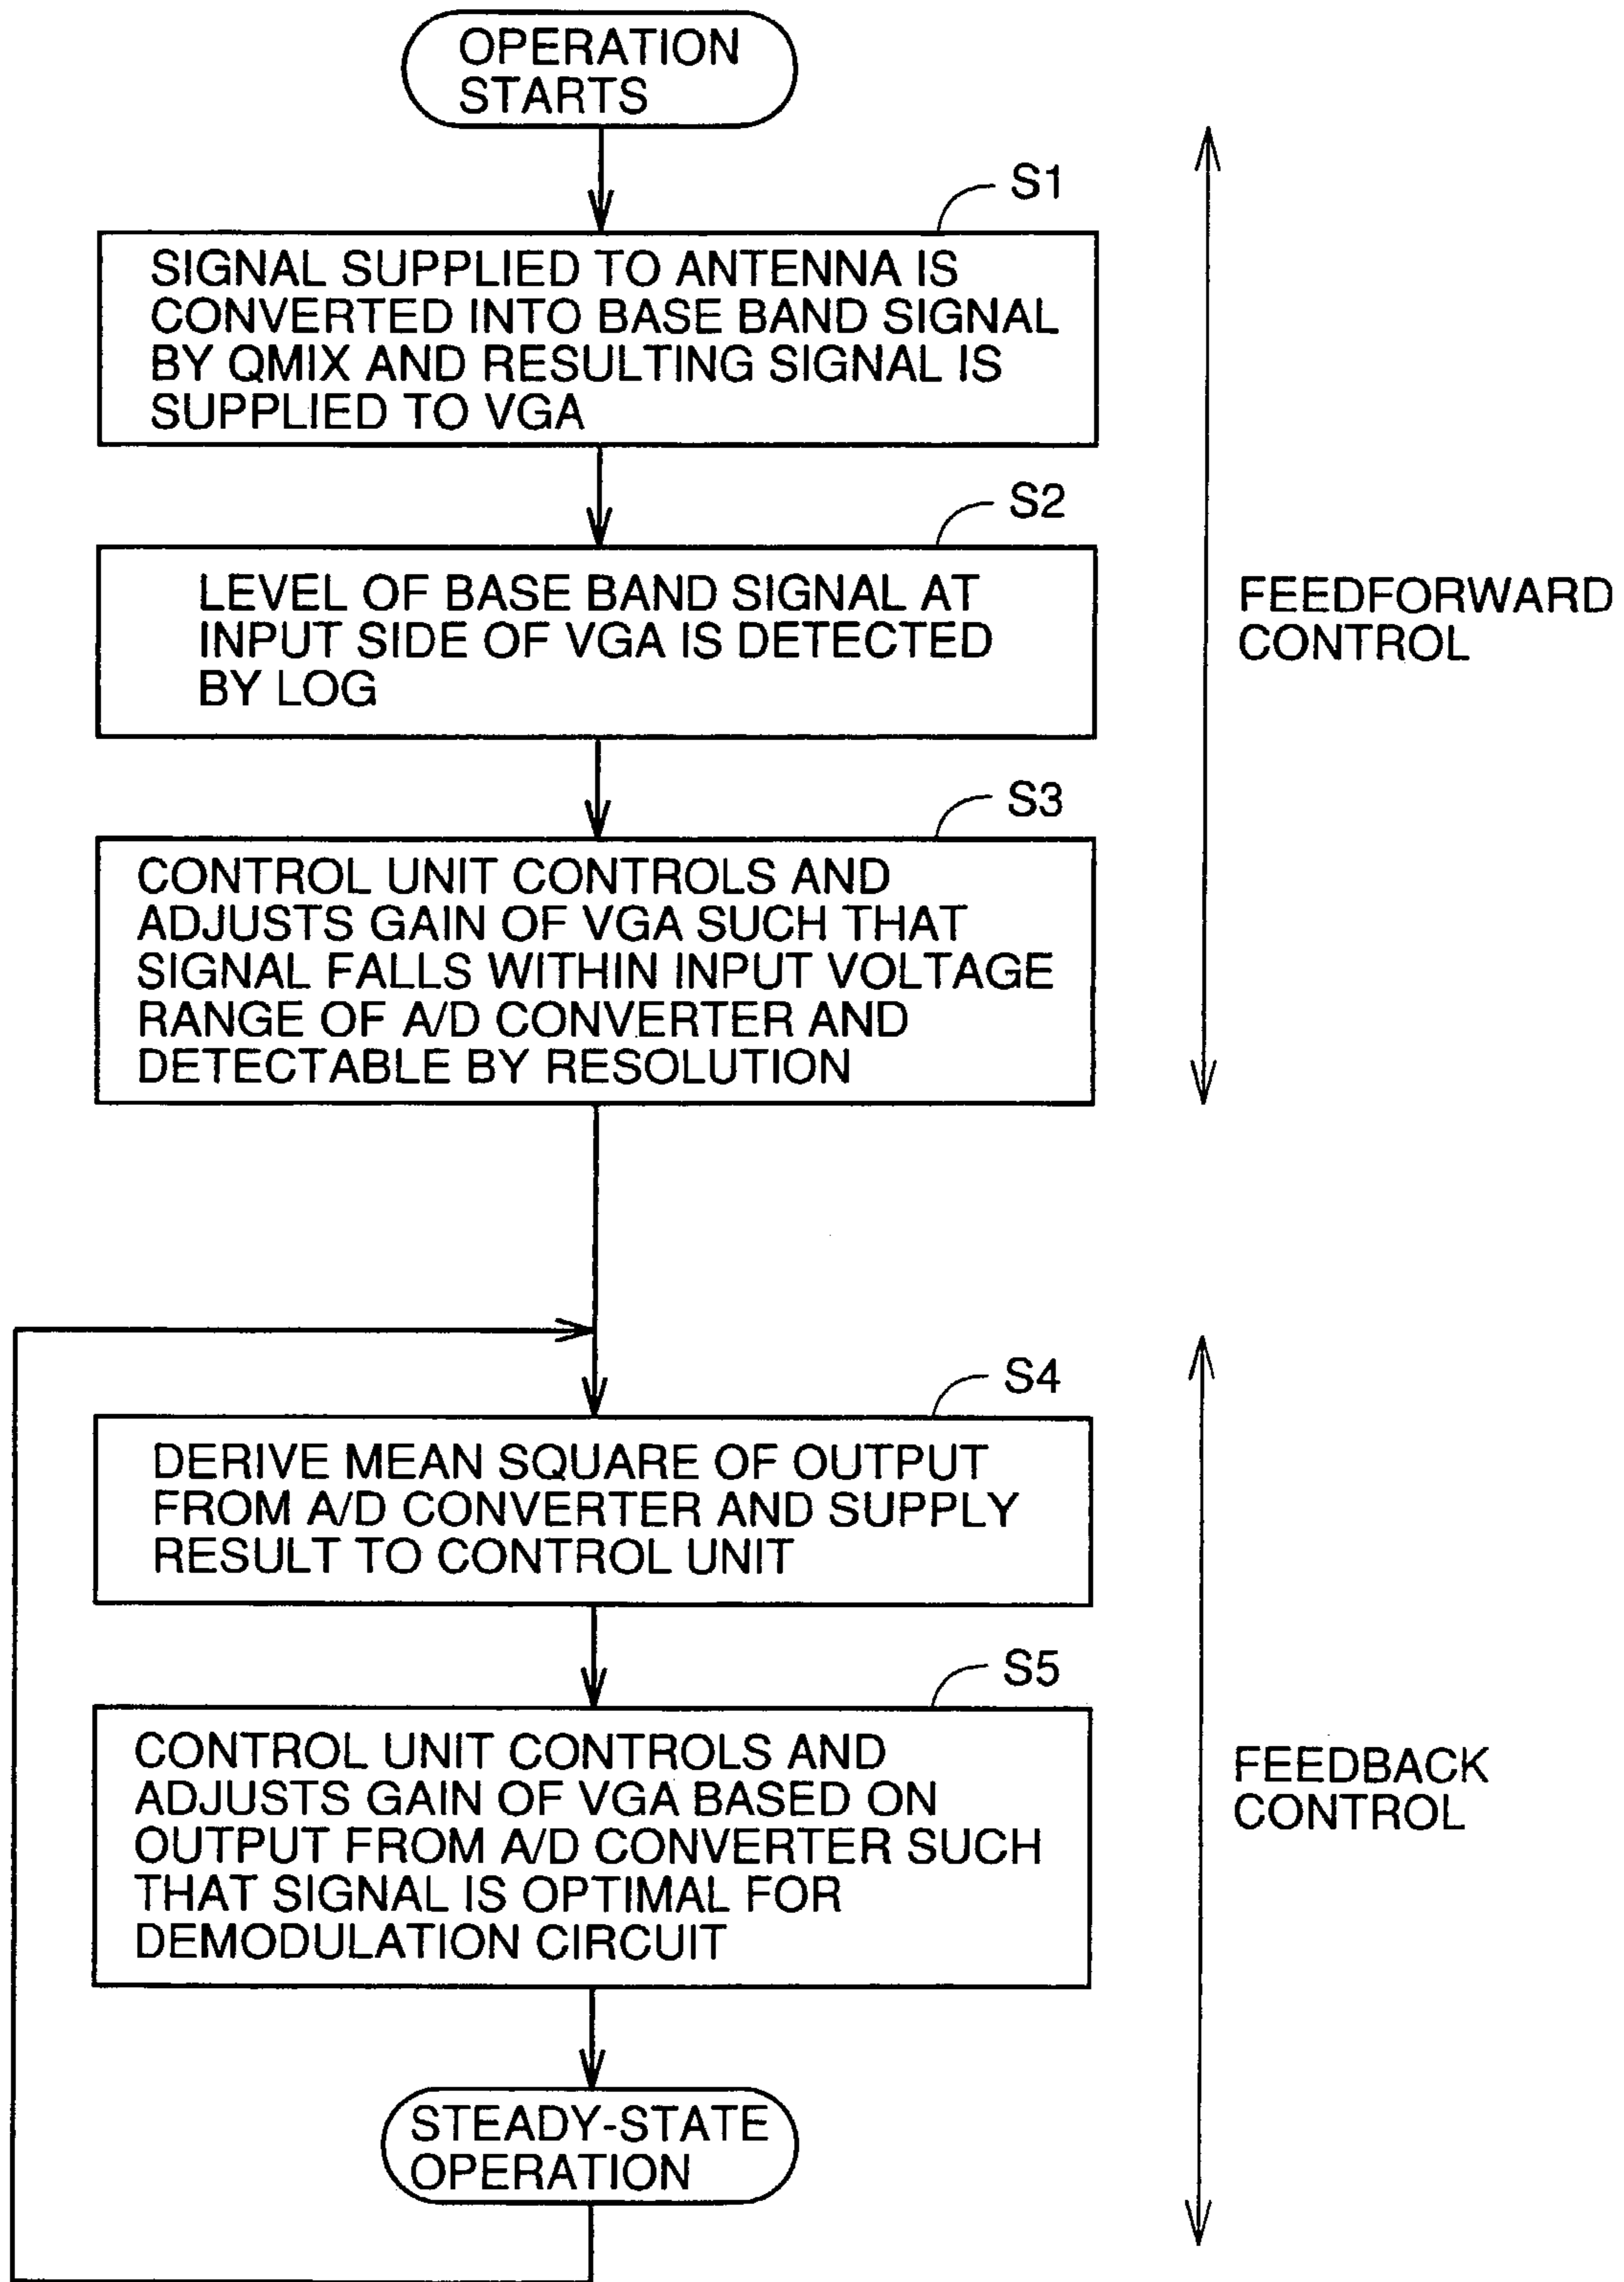 OPERATION
STARTS
S1
SIGNAL SUPPLIED TO ANTENNA IS
CONVERTED INTO BASE BAND SIGNAL
BY QMIX AND RESULTING SIGNAL IS
SUPPLIED TO VGA
S2
LEVEL OF BASE BAND SIGNAL AT
INPUT SIDE OF VGA IS DETECTED
BY LOG
FEEDFORWARD
CONTROL
S3
CONTROL UNIT CONTROLS AND
ADJUSTS GAIN OF VGA SUCH THAT
SIGNAL FALLS WITHIN INPUT VOLTAGE
RANGE OF A/D CONVERTER AND
DETECTABLE BY RESOLUTION
S4
DERIVE MEAN SQUARE OF OUTPUT
FROM A/D CONVERTER AND SUPPLY
RESULT TO CONTROL UNIT
S5
CONTROL UNIT CONTROLS AND
ADJUSTS GAIN OF VGA BASED ON
OUTPUT FROM A/D CONVERTER SUCH
THAT SIGNAL IS OPTIMAL FOR
DEMODULATION CIRCUIT
FEEDBACK
CONTROL
STEADY-STATE
OPERATION